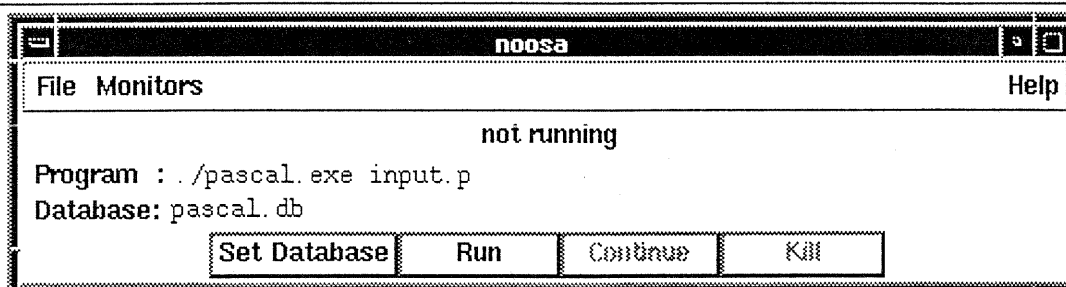 noosa
File Monitors Help
not running
Program : ./pascal.exe input.p
Database: pascal.db
Set Database Run Continue Kill